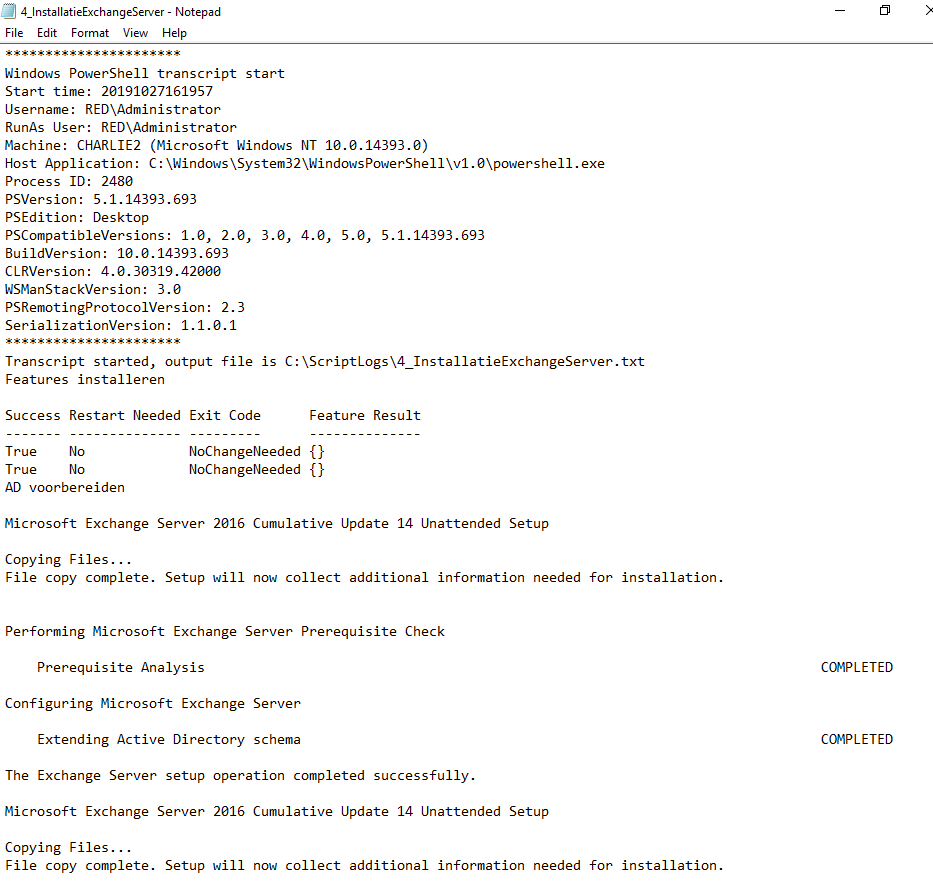 4_InstallatieExchangeServer - Notepad
File Edit Format View Help
**********************
Windows PowerShell transcript start
Start time: 20191027161957
Username: RED\Administrator
RunAs User: RED\Administrator
Machine: CHARLIE2 (Microsoft Windows NT 10.0.14393.0)
Host Application: C:\Windows\System32\WindowsPowerShell\v1.0\powershell.exe
Process ID: 2480
PSVersion: 5.1.14393.693
PSEdition: Desktop
PSCompatibleVersions: 1.0, 2.0, 3.0, 4.0, 5.0, 5.1.14393.693
BuildVersion: 10.0.14393.693
CLRVersion: 4.0.30319.42000
WSManStackVersion: 3.0
PSRemotingProtocolVersion: 2.3
SerializationVersion: 1.1.0.1
**********************
Transcript started, output file is C:\ScriptLogs\4_InstallatieExchangeServer.txt
Features installeren
Success Restart Needed Exit Code      Feature Result
------- -------------- ---------      --------------
True    No             NoChangeNeeded {}
True    No             NoChangeNeeded {}
AD voorbereiden
Microsoft Exchange Server 2016 Cumulative Update 14 Unattended Setup
Copying Files...
File copy complete. Setup will now collect additional information needed for installation.
Performing Microsoft Exchange Server Prerequisite Check
Prerequisite Analysis COMPLETED
Configuring Microsoft Exchange Server
Extending Active Directory schema COMPLETED
The Exchange Server setup operation completed successfully.
Microsoft Exchange Server 2016 Cumulative Update 14 Unattended Setup
Copying Files...
File copy complete. Setup will now collect additional information needed for installation.